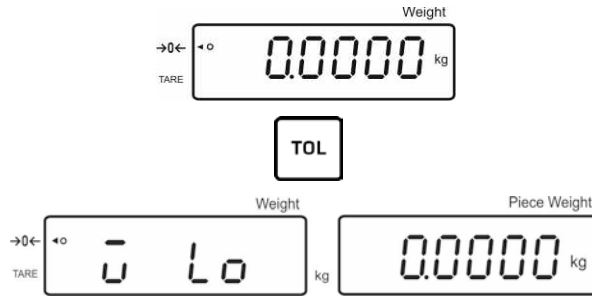 Weight
→0← ◄ o 0.0000 kg
TARE
TOL
Weight Piece Weight
→0← ◄ o ū Lo kg 0.0000 kg
TARE